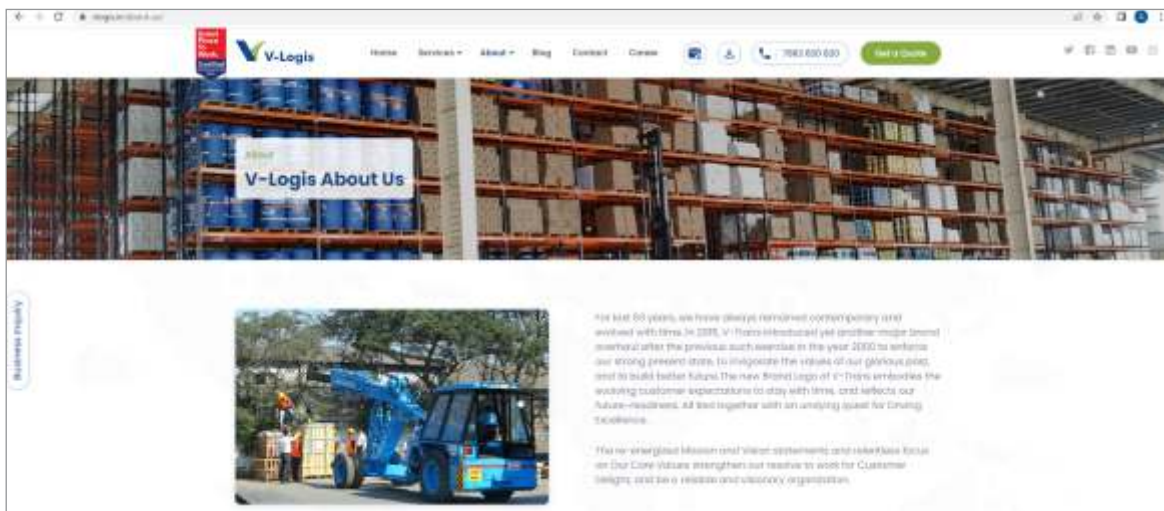 V-Logis
Home Services About Blog Contact Career
Get a Quote
About
V-Logis About Us
Business Enquiry
For last 60 years, we have always remained contemporary and
evolved with time. In V-Trans introduced yet another major brand
overhaul after the previous such exercise in the year 2000 to enforce
our strong present state, to invigorate the values of our glorious past,
and to build better future. The new Brand Logo of V-Trans embodies the
evolving customer expectations to stay with time, and reflects our
future-readiness. All tied together with an undying quest for Driving
Excellence.
The re-energized Mission and Vision statements and relentless focus
on Our Core Values strengthen our resolve to work for Customer
Delight, and be a reliable and visionary organization.